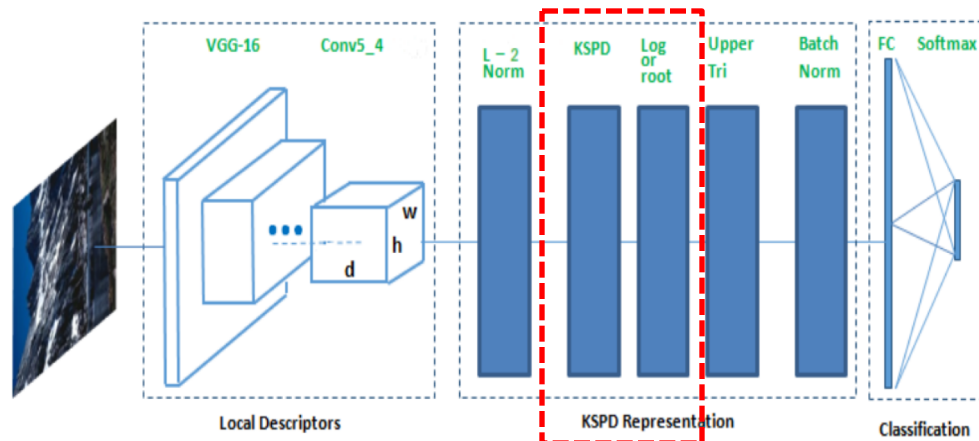 VGG-16 Conv5_4
L – 2
Norm
KSPD
Log
or
root
Upper
Tri
Batch
Norm
FC Softmax
w
h
d
Local Descriptors
KSPD Representation
Classification